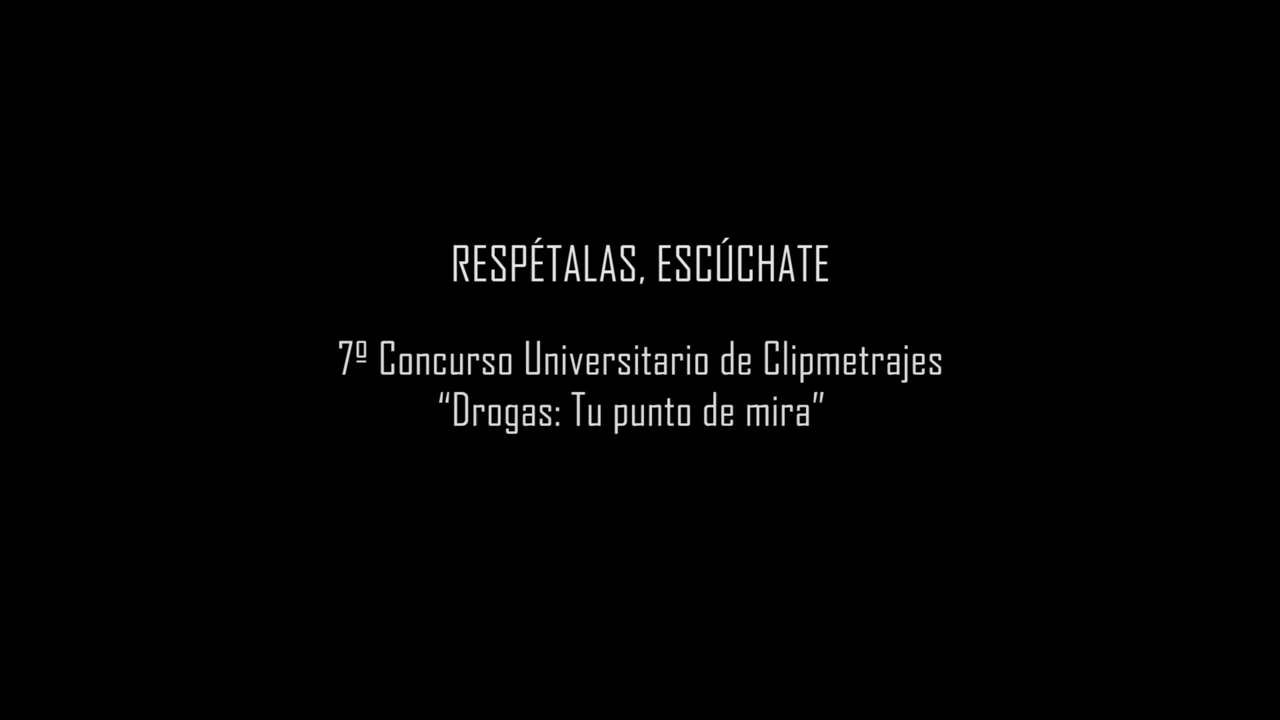 RESPÉTALAS, ESCÚCHATE
7º Concurso Universitario de Clipmetrajes
“Drogas: Tu punto de mira”